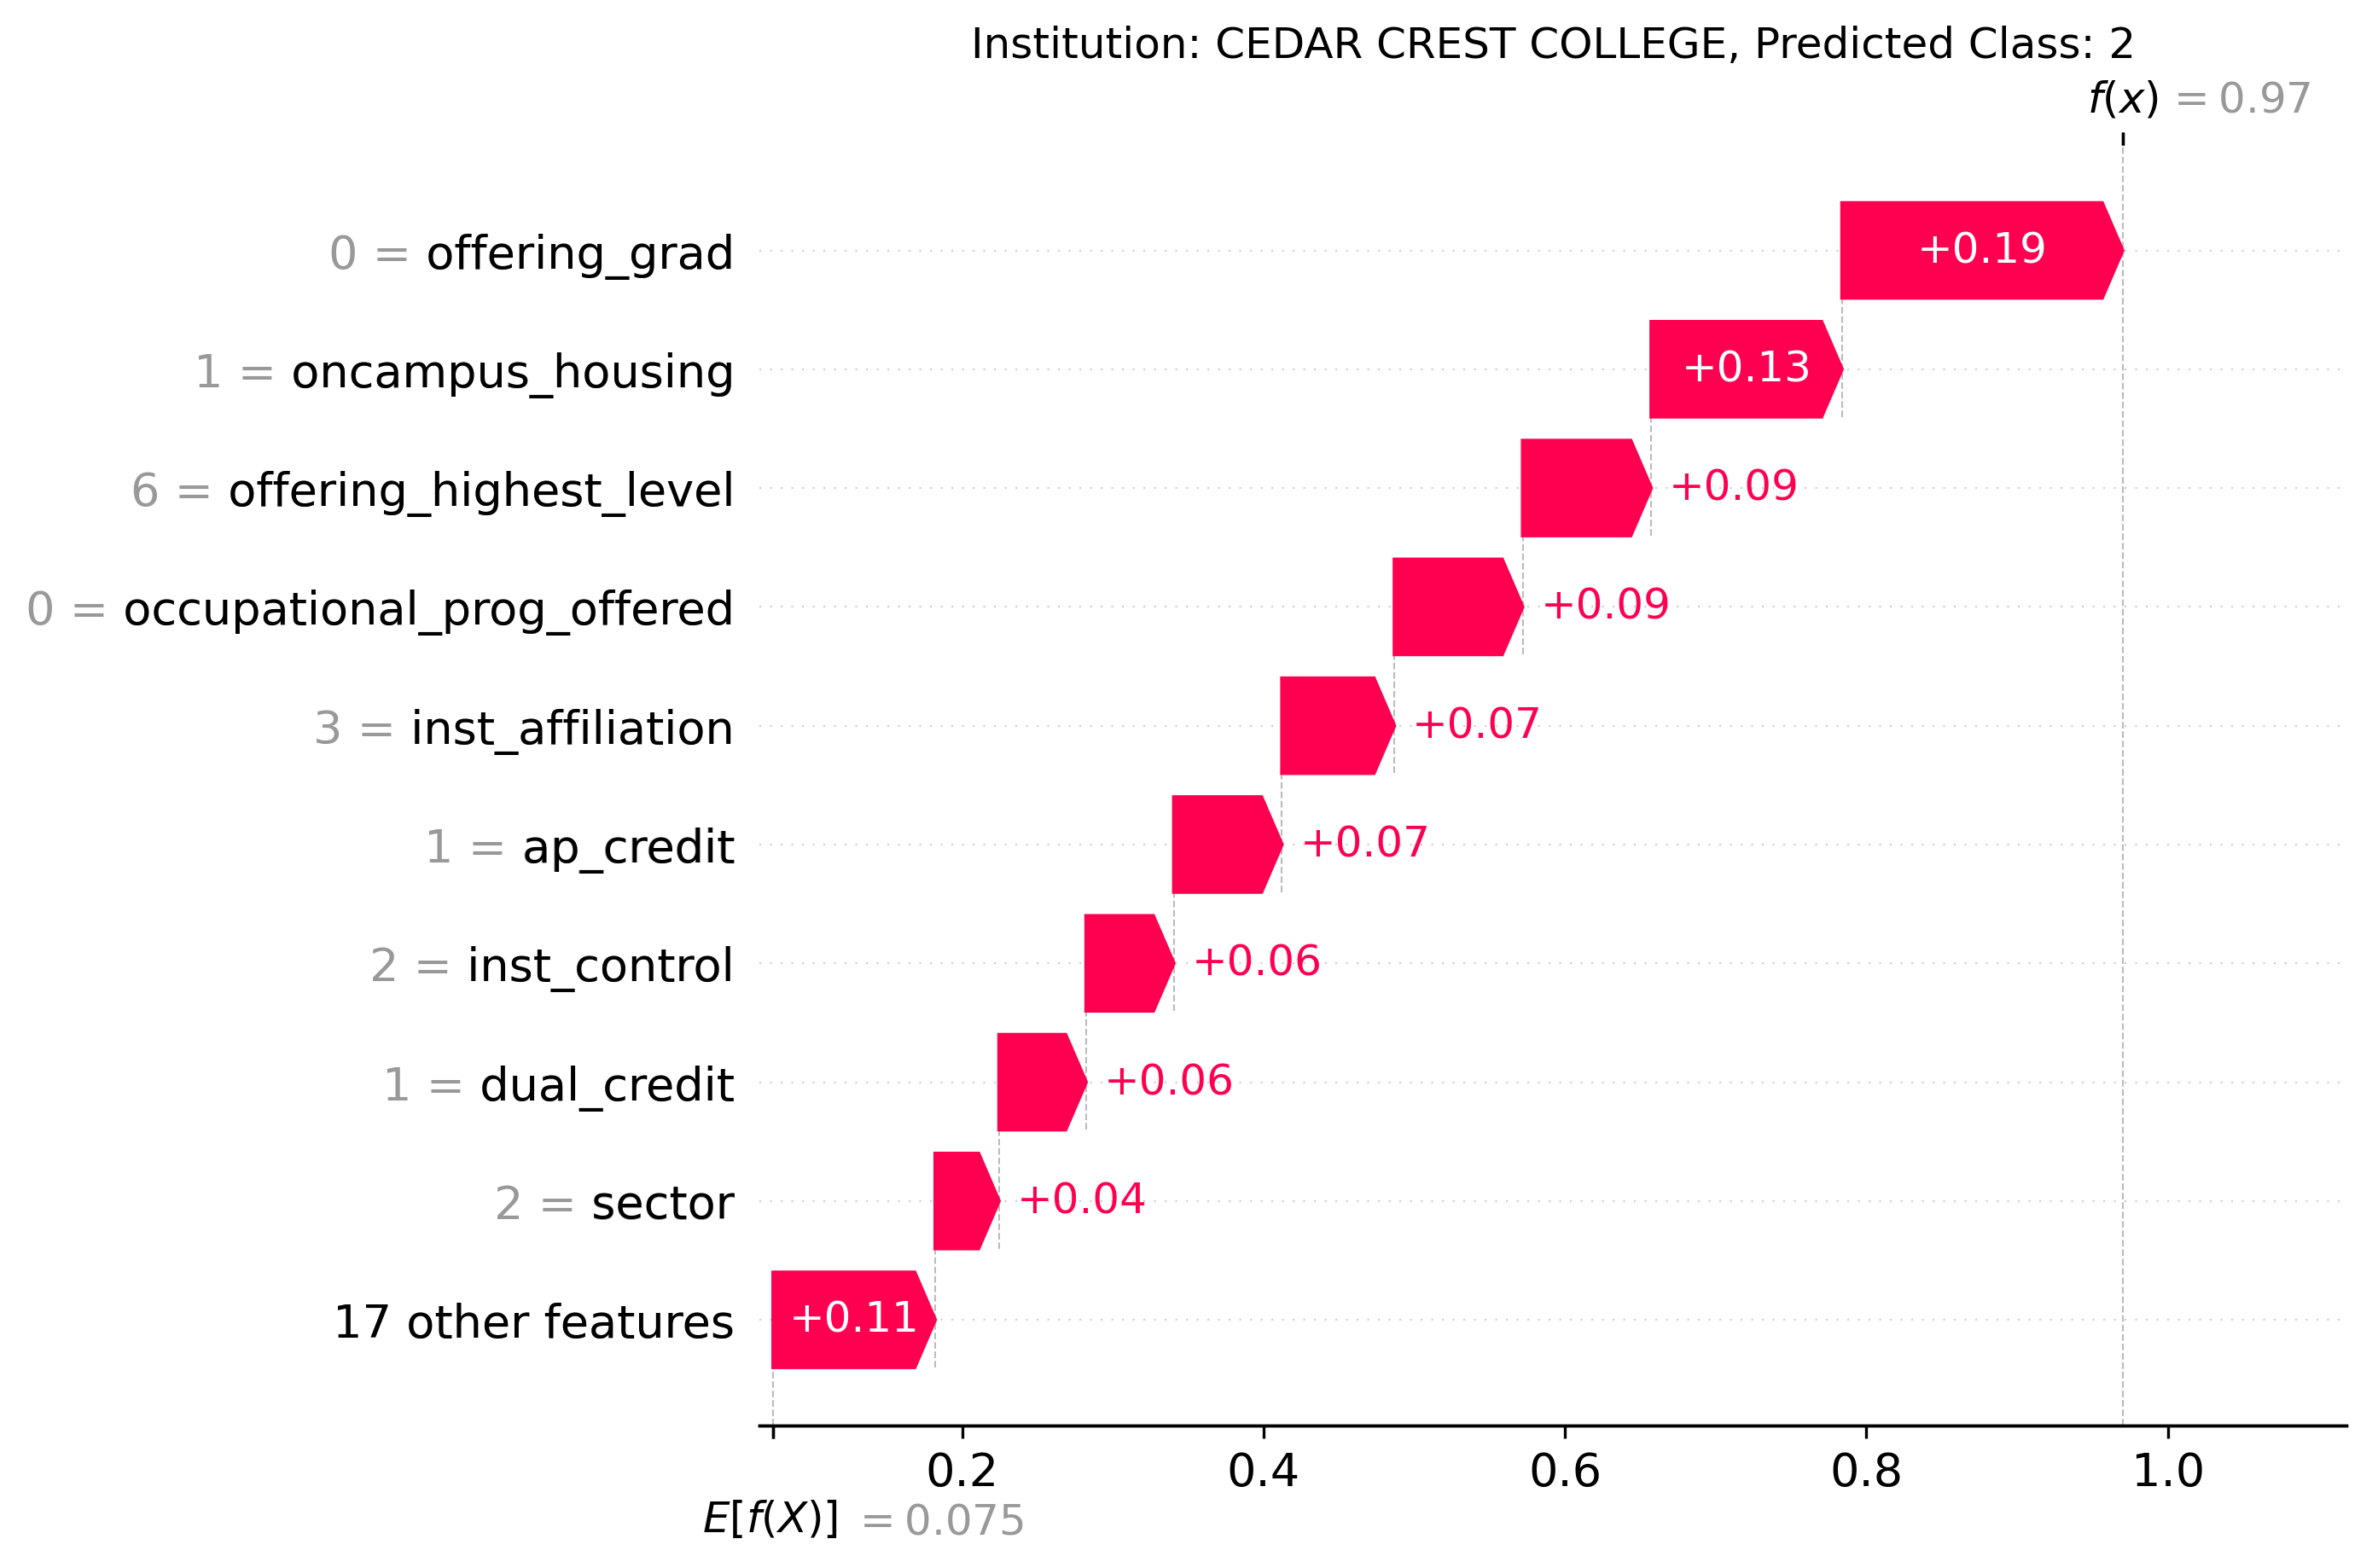 Institution: CEDAR CREST COLLEGE, Predicted Class: 2
f(x) = 0.97
0 = offering_grad +0.19
1 = oncampus_housing +0.13
6 = offering_highest_level +0.09
0 = occupational_prog_offered +0.09
3 = inst_affiliation +0.07
1 = ap_credit +0.07
2 = inst_control +0.06
1 = dual_credit +0.06
2 = sector +0.04
17 other features +0.11
0.2 0.4 0.6 0.8 1.0
E[f(X)] = 0.075